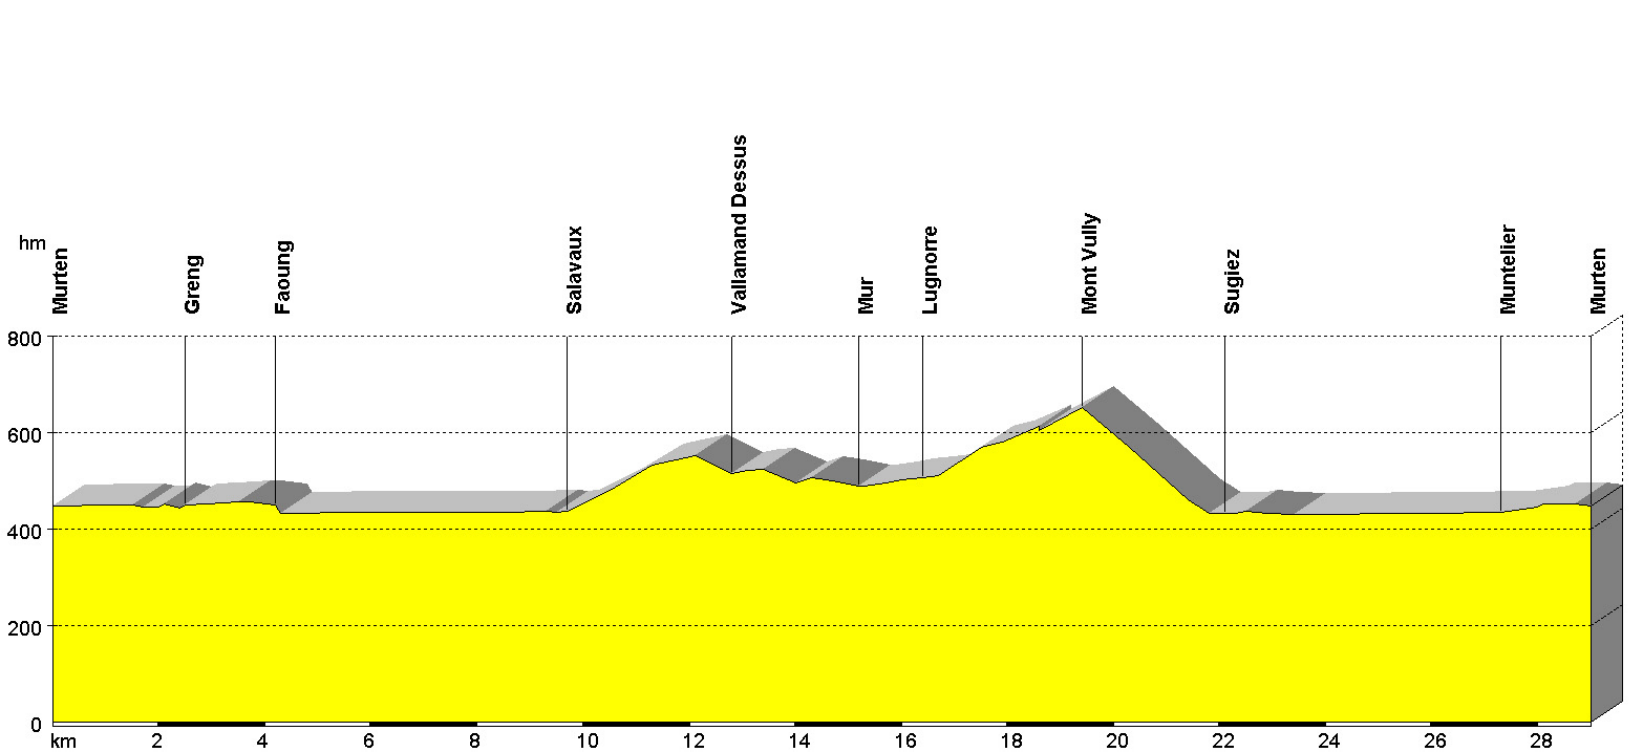 hm
Murten
Greng
Faoung
Salavaux
Vallamand Dessus
Mur
Lugnorre
Mont Vully
Sugiez
Muntelier
Murten
800
600
400
200
0
km 2 4 6 8 10 12 14 16 18 20 22 24 26 28